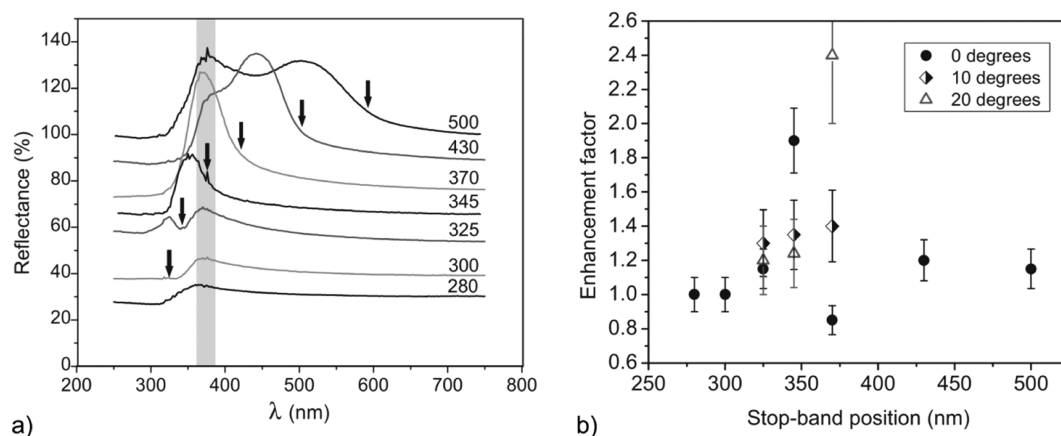 160
140
120
100
80
60
40
20
0
Reflectance (%)
500
430
370
345
325
300
280
200 300 400 500 600 700 800
λ (nm)
a)
2.6
2.4
2.2
2.0
1.8
1.6
1.4
1.2
1.0
0.8
0.6
Enhancement factor
0 degrees
10 degrees
20 degrees
250 300 350 400 450 500
Stop-band position (nm)
b)